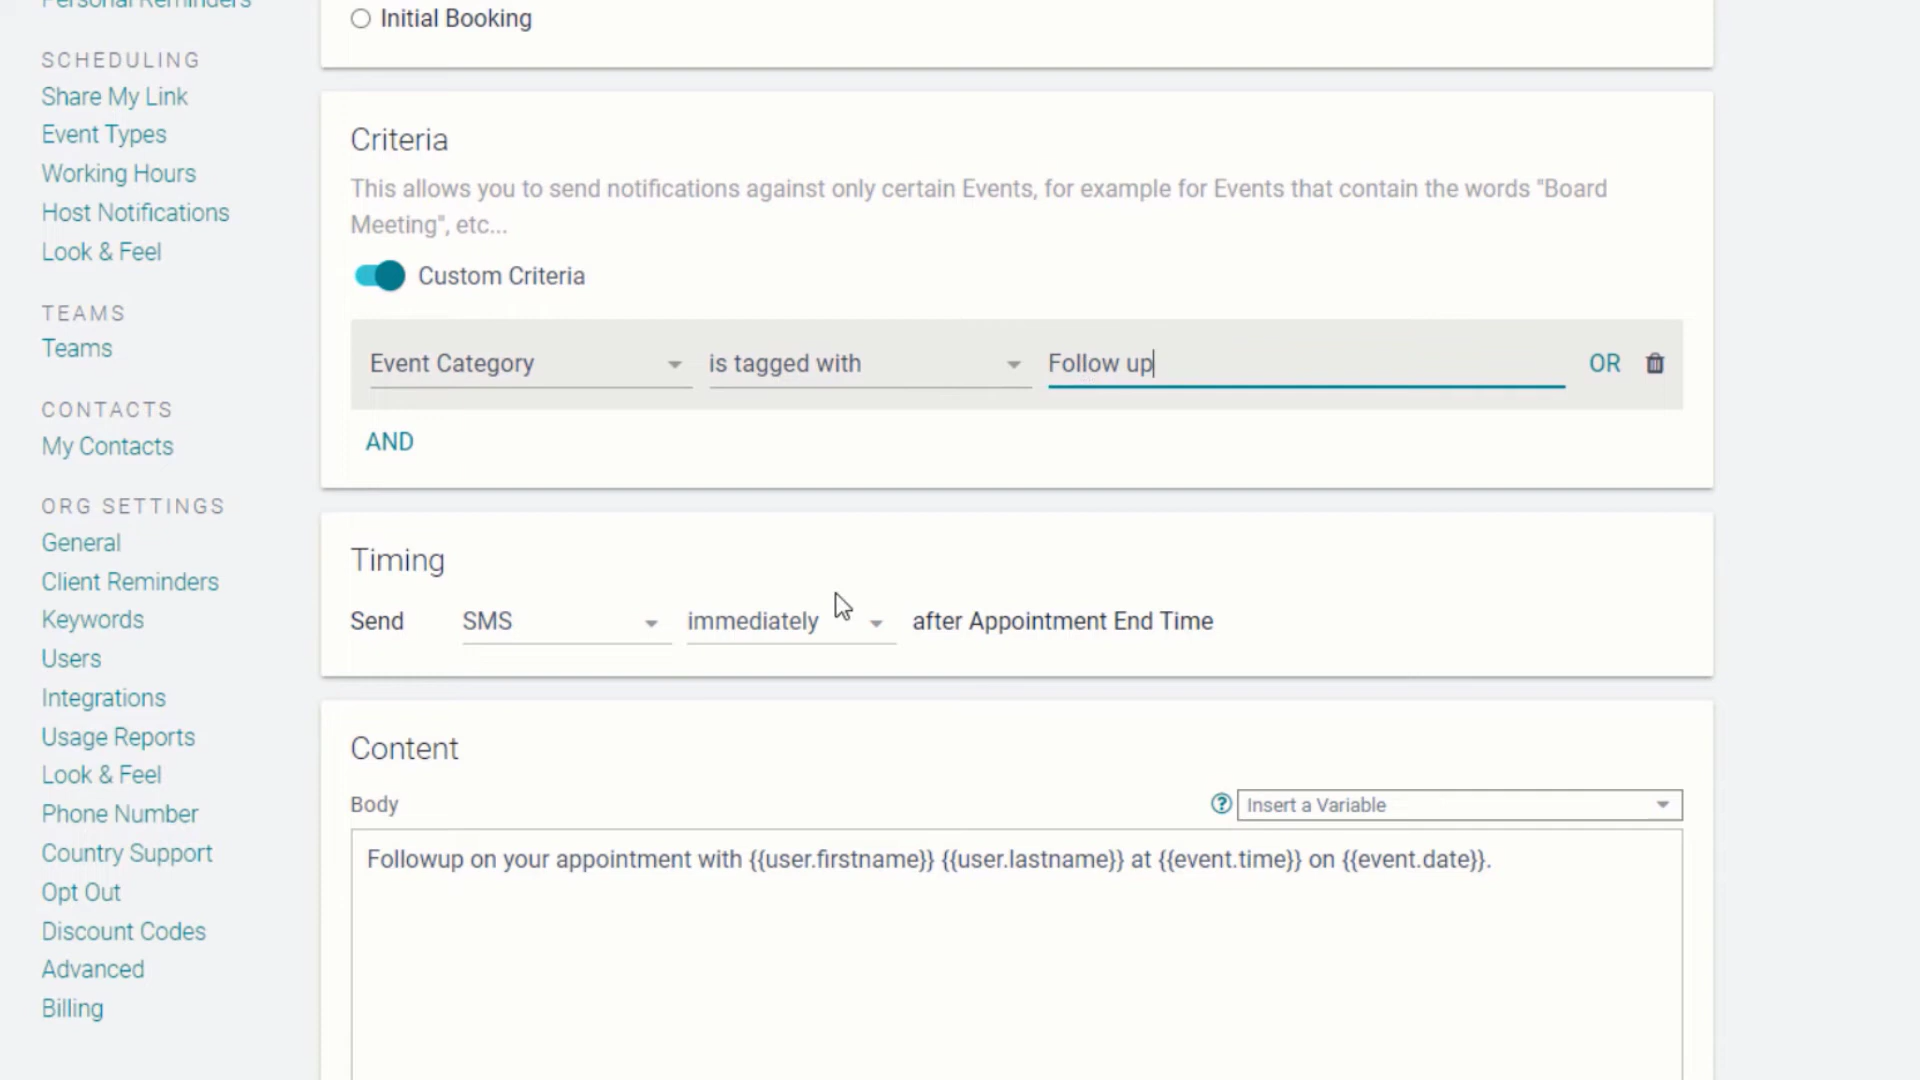 Personal Reminders
SCHEDULING
Share My Link
Event Types
Working Hours
Host Notifications
Look & Feel
TEAMS
Teams
CONTACTS
My Contacts
ORG SETTINGS
General
Client Reminders
Keywords
Users
Integrations
Usage Reports
Look & Feel
Phone Number
Country Support
Opt Out
Discount Codes
Advanced
Billing
Initial Booking
Criteria
This allows you to send notifications against only certain Events, for example for Events that contain the words "Board
Meeting", etc...
Custom Criteria
Event Category is tagged with Follow up OR
AND
Timing
Send SMS immediately after Appointment End Time
Content
Body ? Insert a Variable
Followup on your appointment with {{user.firstname}} {{user.lastname}} at {{event.time}} on {{event.date}}.